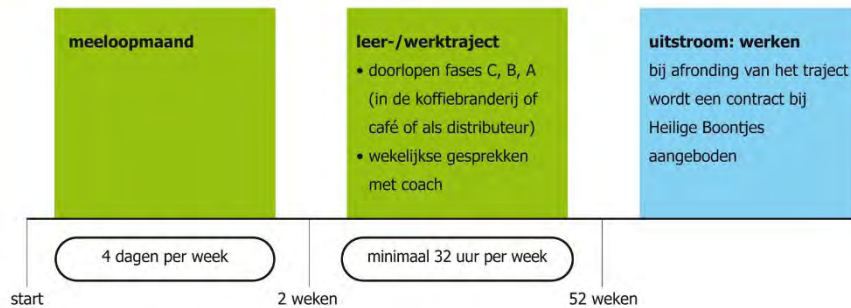 meeloopmaand
leer-/werktraject
• doorlopen fases C, B, A
(in de koffiebranderij of
café of als distributeur)
• wekelijkse gesprekken
met coach
uitstroom: werken
bij afronding van het traject
wordt een contract bij
Heilige Boontjes
aangeboden
4 dagen per week
minimaal 32 uur per week
start
2 weken
52 weken